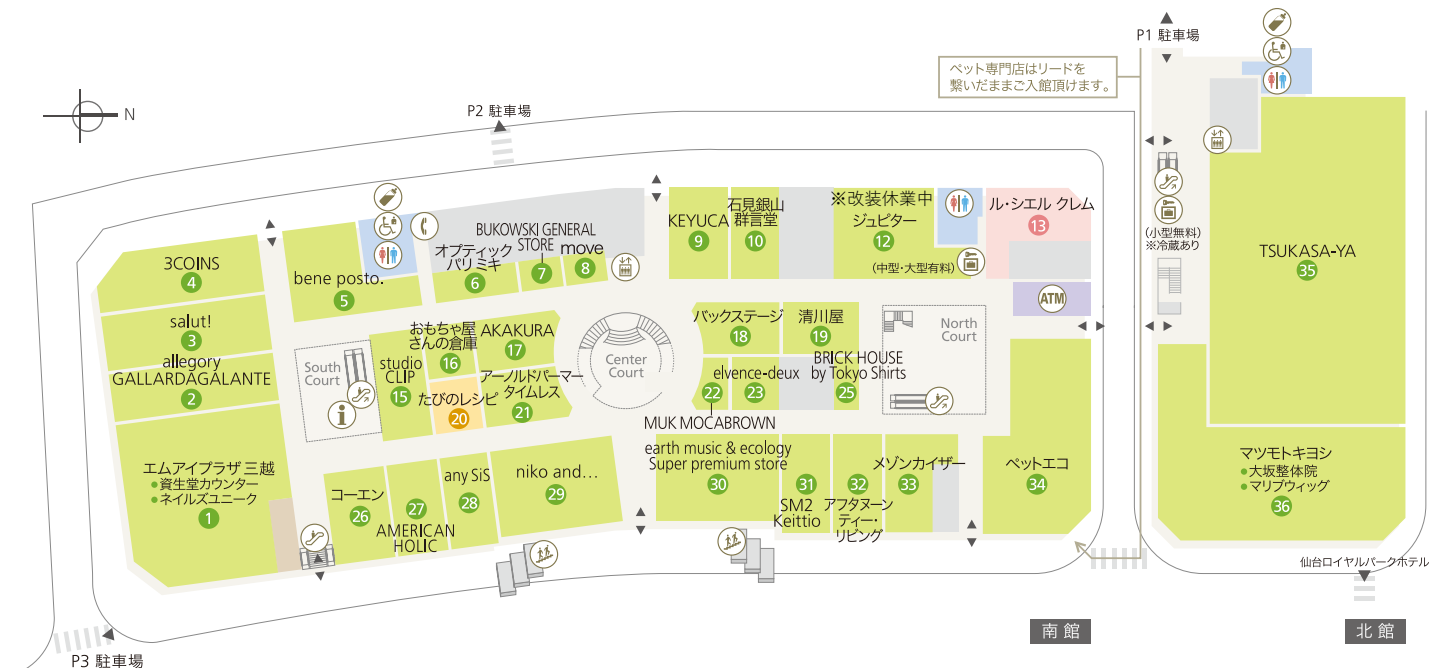 P1 駐車場
ペット専門店はリードを
繋いだままご入館頂けます。
N
P2 駐車場
3COINS
4
salut!
3
allegory
GALLARDAGALANTE
2
エムアイプラザ 三越
資生堂カウンター
ネイルズユニーク
1
bene posto.
5
オプティック
パリミキ
6
BUKOWSKI GENERAL
STORE
7
move
8
KEYUCA
9
石見銀山
群言堂
10
※改装休業中
ジュピター
12
(中型・大型有料)
ル・シエル クレム
13
ATM
South
Court
i
studio
CLIP
15
おもちゃ屋
さんの倉庫
16
AKAKURA
17
たびのレシピ
20
アーノルドパーマー
タイムレス
21
Center
Court
バックステージ
18
清川屋
19
MUK MOCABROWN
22
elvence-deux
23
BRICK HOUSE
by Tokyo Shirts
25
North
Court
コーエン
26
27
AMERICAN
HOLIC
any SiS
28
niko and...
29
earth music & ecology
Super premium store
30
31
SM2
Keittio
32
アフタヌーン
ティー・
リビング
メゾンカイザー
33
ペットエコ
34
(小型無料)
※冷蔵あり
TSUKASA-YA
35
マツモトキヨシ
大坂整体院
マリブウィッグ
36
仙台ロイヤルパークホテル
南館
北館
P3 駐車場